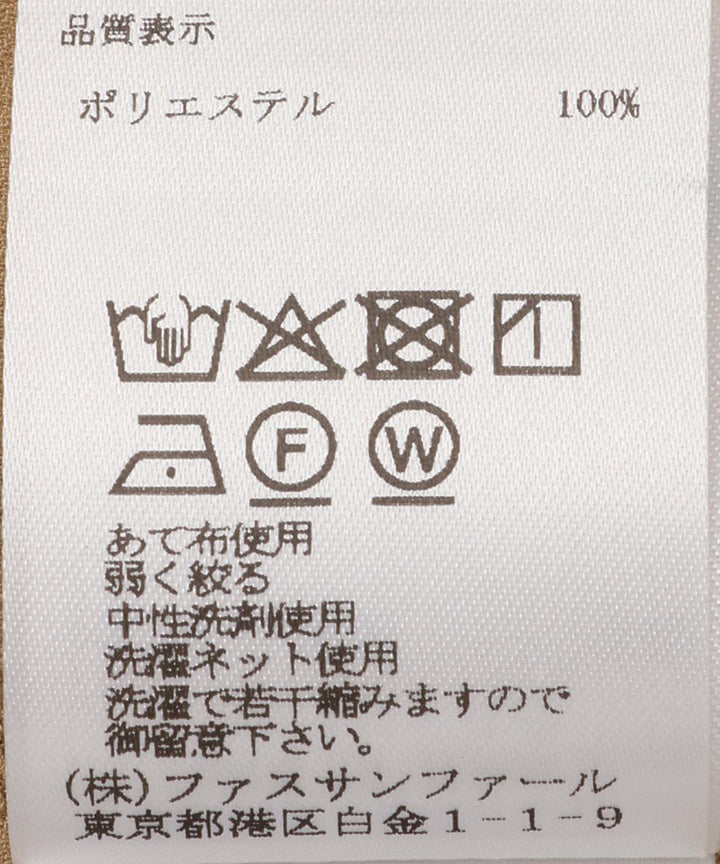 品質表示
ポリエステル 100%
F W
あて布使用
弱く絞る
中性洗剤使用
洗濯ネット使用
洗濯で若干縮みますので
御留意下さい。
(株)ファスサンファール
東京都港区白金1-1-9